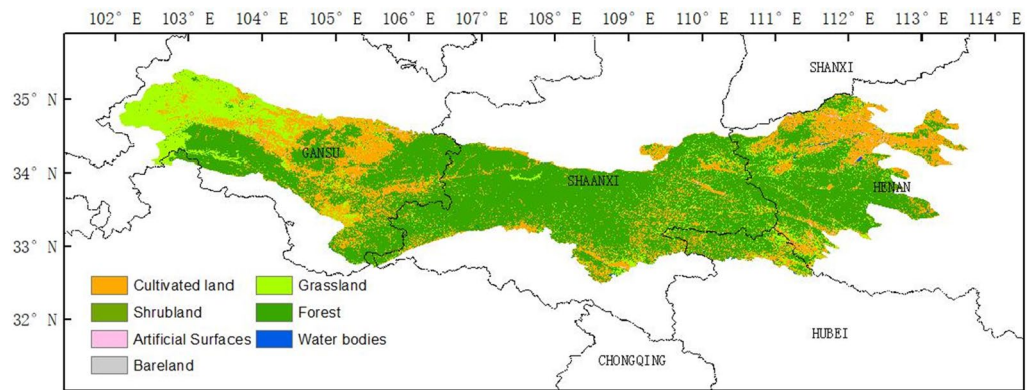 102° E 103° E 104° E 105° E 106° E 107° E 108° E 109° E 110° E 111° E 112° E 113° E 114° E
SHANXI
35° N
GANSU
34° N
SHAANXI
HENAN
33° N
Cultivated land
Grassland
Shrubland
Forest
32° N
Artificial Surfaces
Water bodies
HUBEI
Bareland
CHONGQING